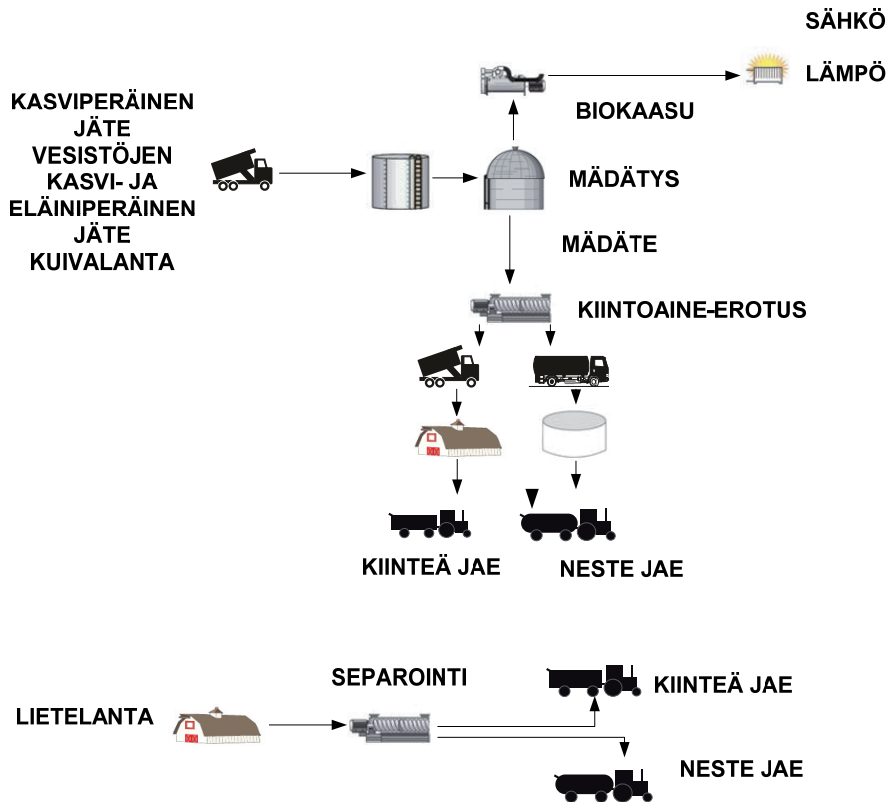 SÄHKÖ
LÄMPÖ
KASVIPERÄINEN
JÄTE
VESISTÖJEN
KASVI- JA
ELÄINIPERÄINEN
JÄTE
KUIVALANTA
BIOKAASU
MÄDÄTYS
MÄDÄTE
KIINTOAINE-EROTUS
KIINTEÄ JAE
NESTE JAE
SEPAROINTI
LIETELANTA
KIINTEÄ JAE
NESTE JAE